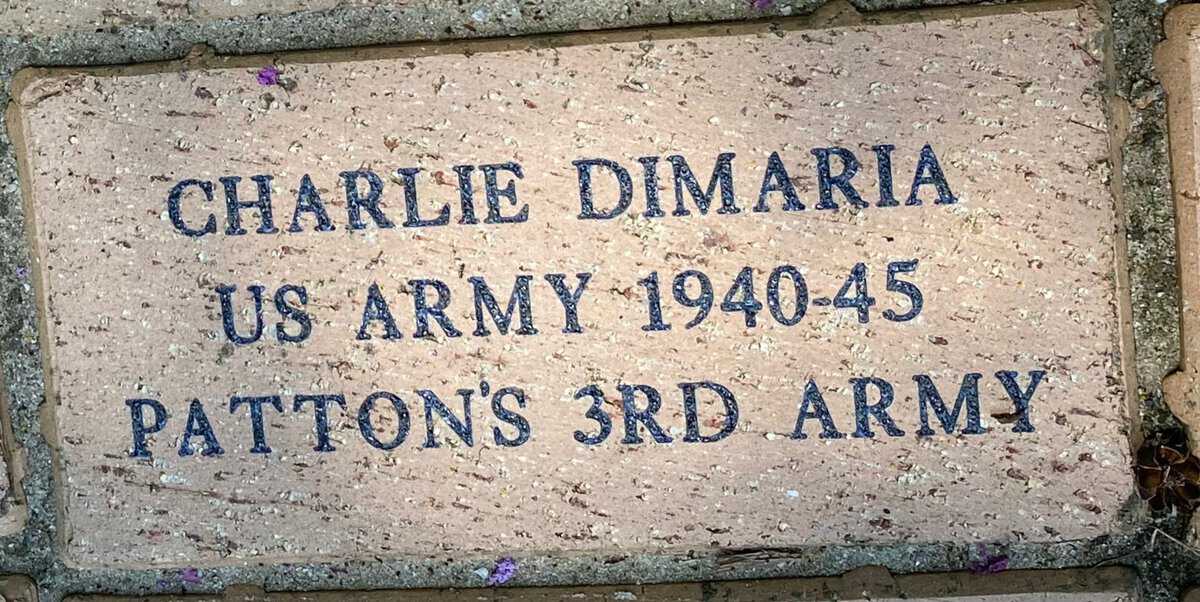 CHARLIE DIMARIA
US ARMY 1940-45
PATTON'S 3RD ARMY